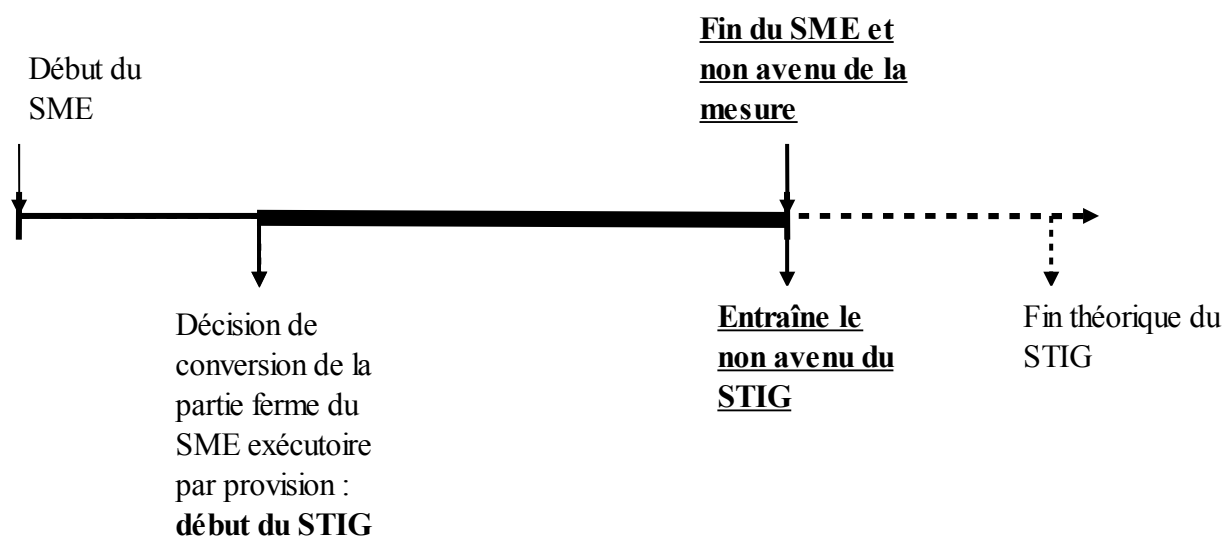 Début du
SME
Fin du SME et
non avenu de la
mesure
Décision de
conversion de la
partie ferme du
SME exécutoire
par provision :
début du STIG
Entraîne le
non avenu du
STIG
Fin théorique du
STIG